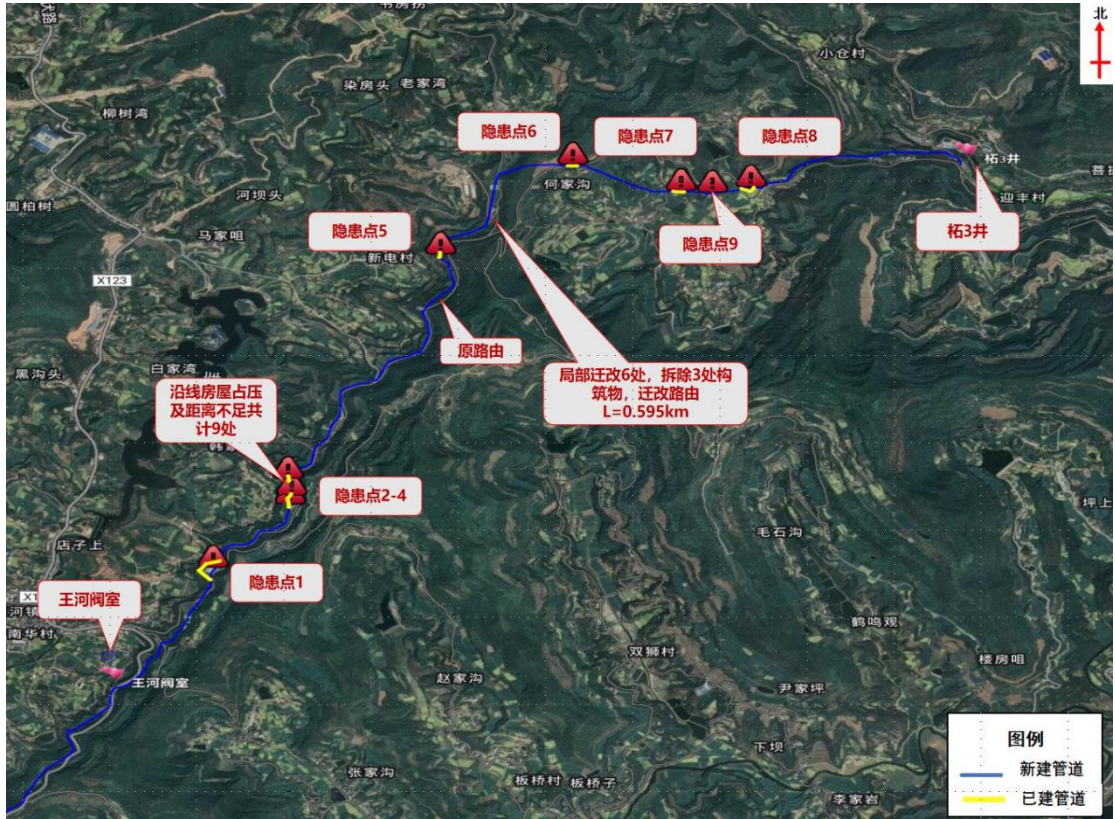 北
小仓村
染房头
老家湾
柳树湾
隐患点6
隐患点7
隐患点8
柘3井
何家沟
迎丰村
圆柏树
河坝头
马家咀
隐患点5
新电村
隐患点9
柘3井
X123
原路由
黑沟头
白家湾
局部迁改6处，拆除3处构
筑物，迁改路由
L=0.595km
沿线房屋占压
及距离不足共
计9处
隐患点2-4
坪上
店子上
毛石沟
隐患点1
王河阀室
南华村
鹤鸣观
双狮村
楼房咀
赵家沟
王河阀室
尹家坪
下坝
张家沟
板桥村
板桥子
李家岩
图例
新建管道
已建管道